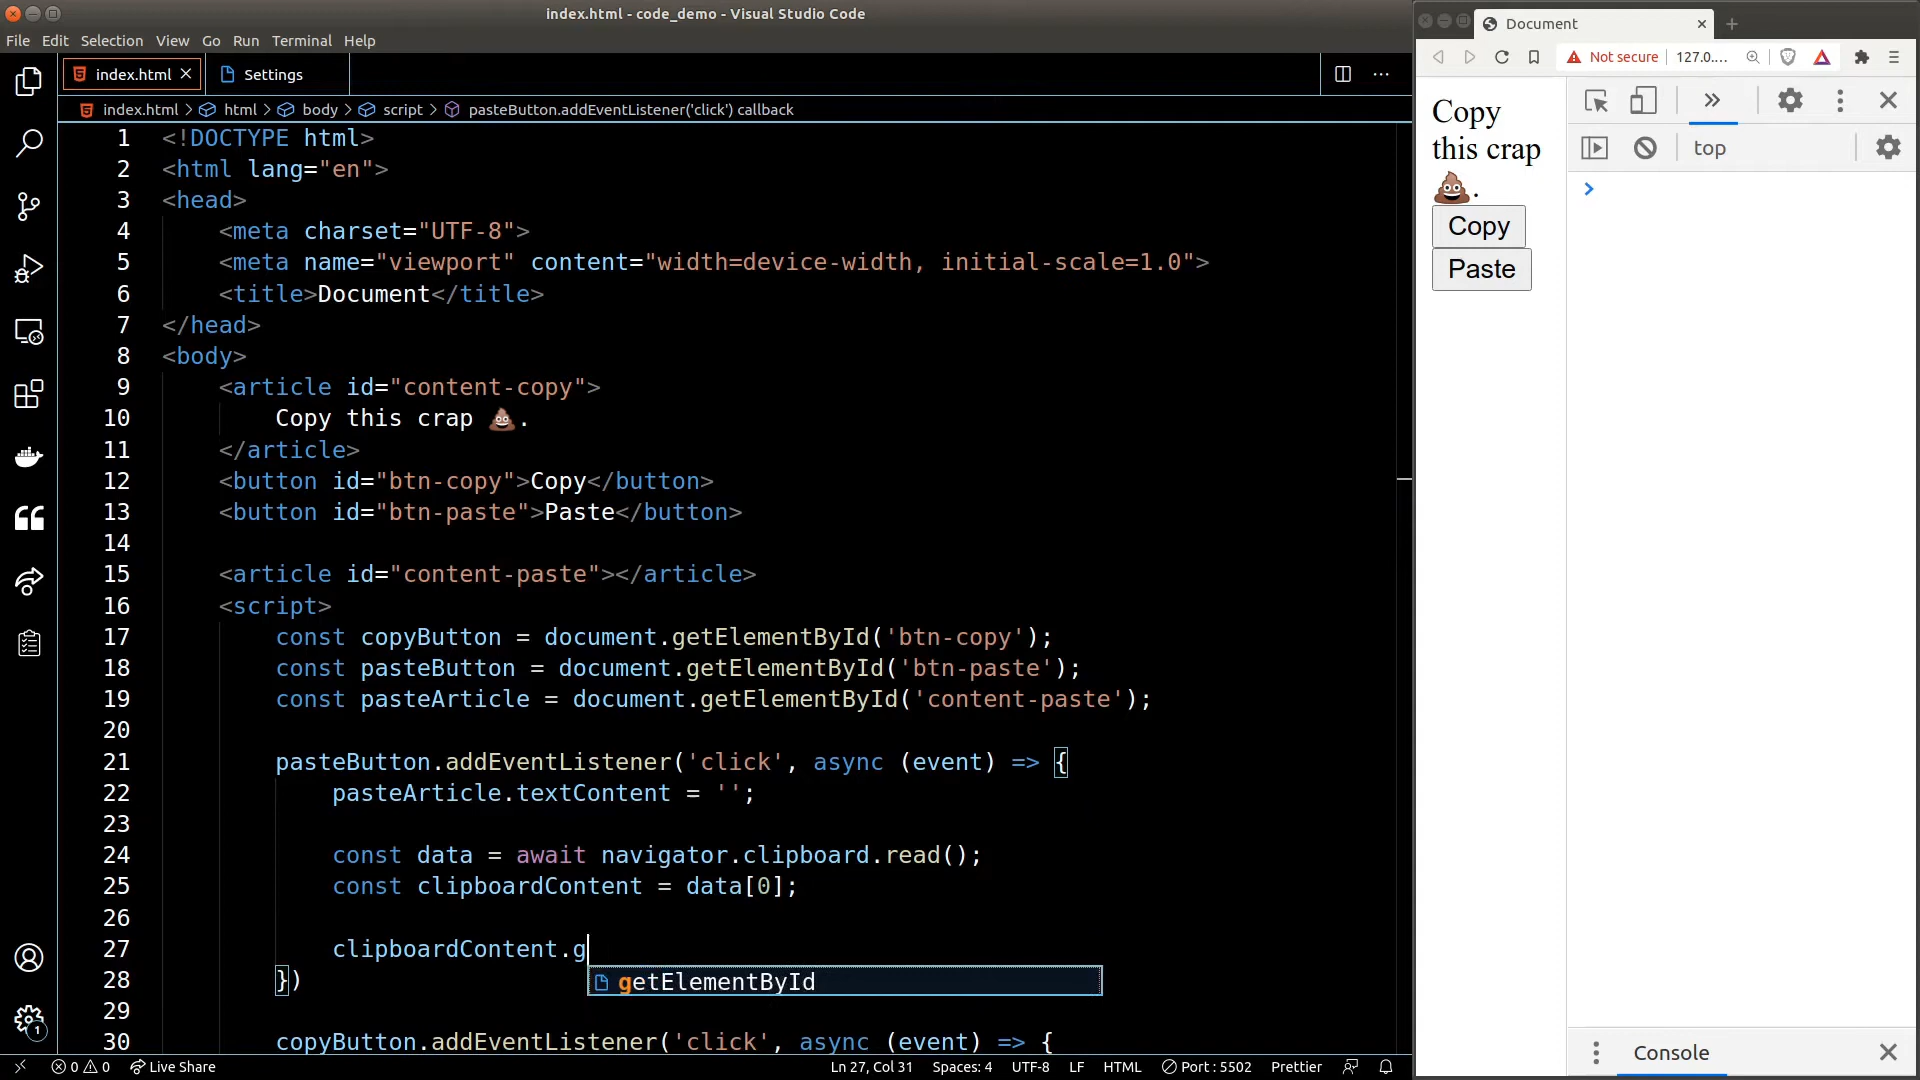 index.html - code_demo - Visual Studio Code
File Edit Selection View Go Run Terminal Help
index.html Settings
index.html > html > body > script > pasteButton.addEventListener('click') callback
1 <!DOCTYPE html>
2 <html lang="en">
3 <head>
4 <meta charset="UTF-8">
5 <meta name="viewport" content="width=device-width, initial-scale=1.0">
6 <title>Document</title>
7 </head>
8 <body>
9 <article id="content-copy">
10 Copy this crap 💩.
11 </article>
12 <button id="btn-copy">Copy</button>
13 <button id="btn-paste">Paste</button>
14
15 <article id="content-paste"></article>
16 <script>
17 const copyButton = document.getElementById('btn-copy');
18 const pasteButton = document.getElementById('btn-paste');
19 const pasteArticle = document.getElementById('content-paste');
20
21 pasteButton.addEventListener('click', async (event) => {
22 pasteArticle.textContent = '';
23
24 const data = await navigator.clipboard.read();
25 const clipboardContent = data[0];
26
27 clipboardContent.g
getElementById
28 })
29
30 copyButton.addEventListener('click', async (event) => {
1
0 0 Live Share Ln 27, Col 31 Spaces: 4 UTF-8 LF HTML Port : 5502 Prettier
Document
Not secure 127.0....
Copy
this crap
💩.
Copy
Paste
top
Console